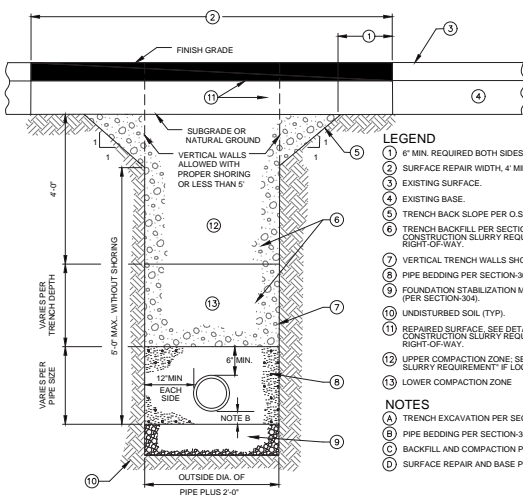 2
1
3
FINISH GRADE
11
4
SUBGRADE OR
NATURAL GROUND
1
1
1
1
VERTICAL WALLS
ALLOWED WITH
PROPER SHORING
OR LESS THAN 5'
5
4'-0"
12
6
5'-0" MAX. WITHOUT SHORING
VARIES PER
TRENCH DEPTH
13
7
VARIES PER
PIPE SIZE
6" MIN.
12"MIN
EACH
SIDE
8
NOTE B
9
10
OUTSIDE DIA. OF
PIPE PLUS 2'-0"
LEGEND
1 6" MIN. REQUIRED BOTH SIDES
2 SURFACE REPAIR WIDTH, 4' MI
3 EXISTING SURFACE.
4 EXISTING BASE.
5 TRENCH BACK SLOPE PER O.S
6 TRENCH BACKFILL PER SECTIO
CONSTRUCTION SLURRY REQU
RIGHT-OF-WAY.
7 VERTICAL TRENCH WALLS SHO
8 PIPE BEDDING PER SECTION-30
9 FOUNDATION STABILIZATION M
(PER SECTION-304).
10 UNDISTURBED SOIL (TYP).
11 REPAIRED SURFACE, SEE DETA
CONSTRUCTION SLURRY REQU
RIGHT-OF-WAY.
12 UPPER COMPACTION ZONE; SE
SLURRY REQUIREMENT" IF LOC
13 LOWER COMPACTION ZONE
NOTES
A TRENCH EXCAVATION PER SEC
B PIPE BEDDING PER SECTION-3
C BACKFILL AND COMPACTION P
D SURFACE REPAIR AND BASE P